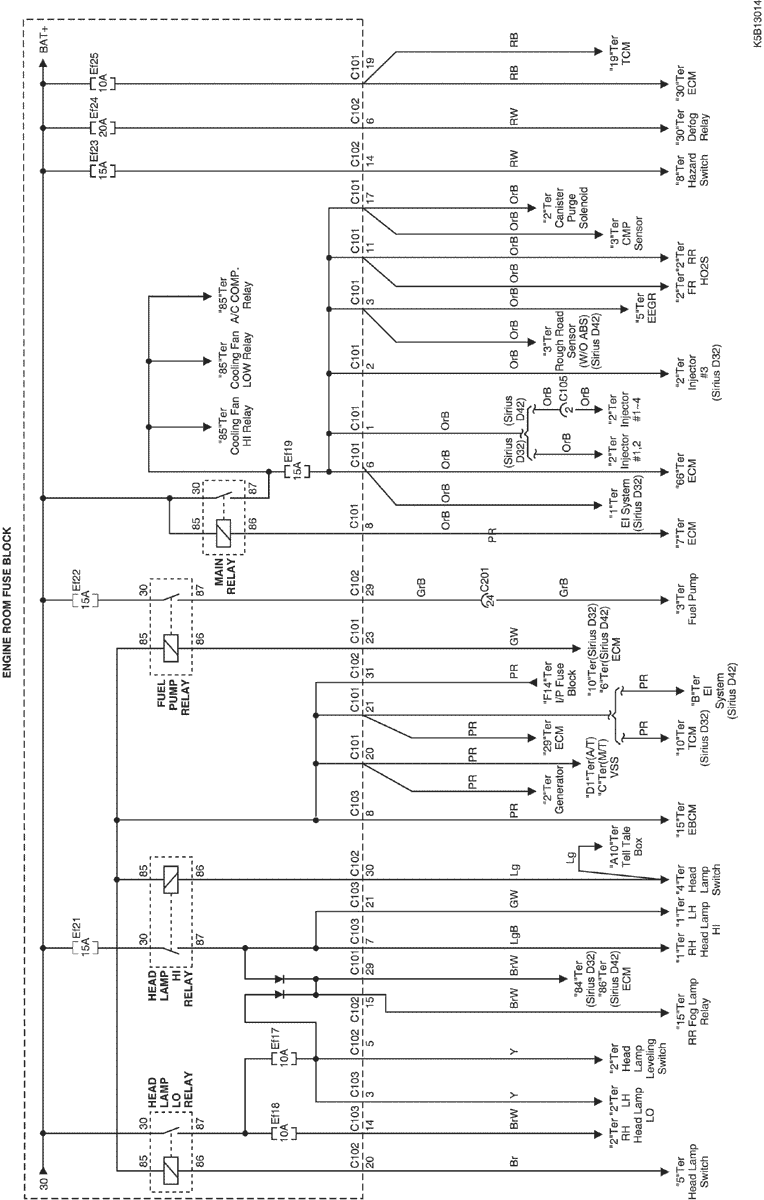 K5B13014
ENGINE ROOM FUSE BLOCK
30
BAT+
HEAD
LAMP
LO
RELAY
85
30
86
87
Ef18
10A
Ef17
10A
Ef21
15A
HEAD
LAMP
HI
RELAY
30
85
87
86
FUEL
PUMP
RELAY
85
30
86
87
Ef22
15A
MAIN
RELAY
85
30
86
87
Ef19
15A
"85"Ter
Cooling Fan
HI Relay
"85"Ter
Cooling Fan
LOW Relay
"85"Ter
A/C COMP.
Relay
Ef23
15A
Ef24
20A
Ef25
10A
C102
20
C103
14
C103
3
C102
5
C102
15
C101
29
C103
7
C103
21
C102
30
C103
8
C101
20
C101
21
C102
31
C101
23
C102
29
C101
8
C101
6
C101
1
C101
2
C101
3
C101
11
C101
17
C102
14
C102
6
C101
19
Br
BrW
Y
Y
BrW
BrW
LgB
GW
Lg
Lg
PR
PR
PR
PR
PR
PR
PR
GW
GrB
C201
24
GrB
PR
OrB
OrB
OrB
OrB
OrB
(Sirius
D32)
(Sirius
D42)
OrB
OrB
C105
2
OrB
OrB
OrB
OrB
OrB
OrB
OrB
OrB
OrB
RW
RW
RB
RB
"5"Ter
Head Lamp
Switch
"2"Ter "2"Ter
RH LH
Head Lamp
LO
"2"Ter
Head
Lamp
Leveling
Switch
"15"Ter
RR Fog Lamp
Relay
"84"Ter
(Sirius D32)
"86"Ter
(Sirius D42)
ECM
"1"Ter "1"Ter
RH LH
Head Lamp
HI
"4"Ter
Head
Lamp
Switch
"A10"Ter
Tell Tale
Box
"15"Ter
EBCM
"2"Ter
Generator
"D1"Ter(A/T)
"C"Ter(M/T)
VSS
"29"Ter
ECM
"10"Ter
TCM
(Sirius D32)
"B"Ter
EI
System
(Sirius D42)
"F14"Ter
I/P Fuse
Block
"10"Ter(Sirius D32)
"6"Ter(Sirius D42)
ECM
"3"Ter
Fuel Pump
"7"Ter
ECM
"1"Ter
EI System
(Sirius D32)
"66"Ter
ECM
"2"Ter
Injector
#1,2
"2"Ter
Injector
#1~4
"2"Ter
Injector
#3
(Sirius D32)
"3"Ter
Rough Road
Sensor
(W/O ABS)
(Sirius D42)
"5"Ter
EEGR
"2"Ter "2"Ter
FR RR
HO2S
"3"Ter
CMP
Sensor
"2"Ter
Canister
Purge
Solenoid
"8"Ter
Hazard
Switch
"30"Ter
Defog
Relay
"30"Ter
ECM
"19"Ter
TCM